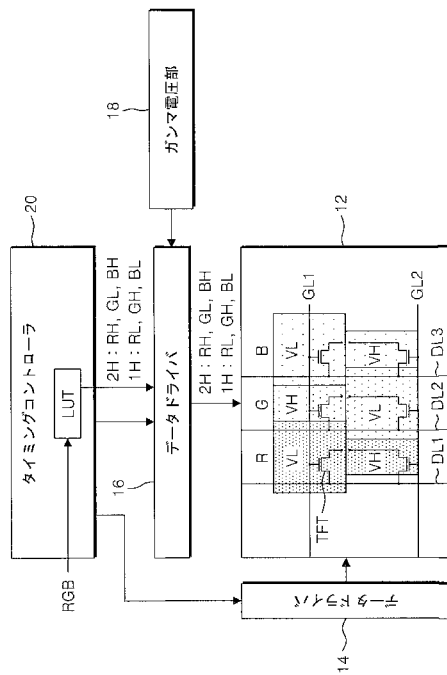 20
タイミングコントローラ
RGB
LUT
2H : RH, GL, BH
1H : RL, GH, BL
16
データドライバ
18
ガンマ電圧部
2H : RH, GL, BH
1H : RL, GH, BL
14
データドライバ
12
R
G
B
VL
VH
VL
GL1
TFT
VH
VL
VH
GL2
DL1
DL2
DL3